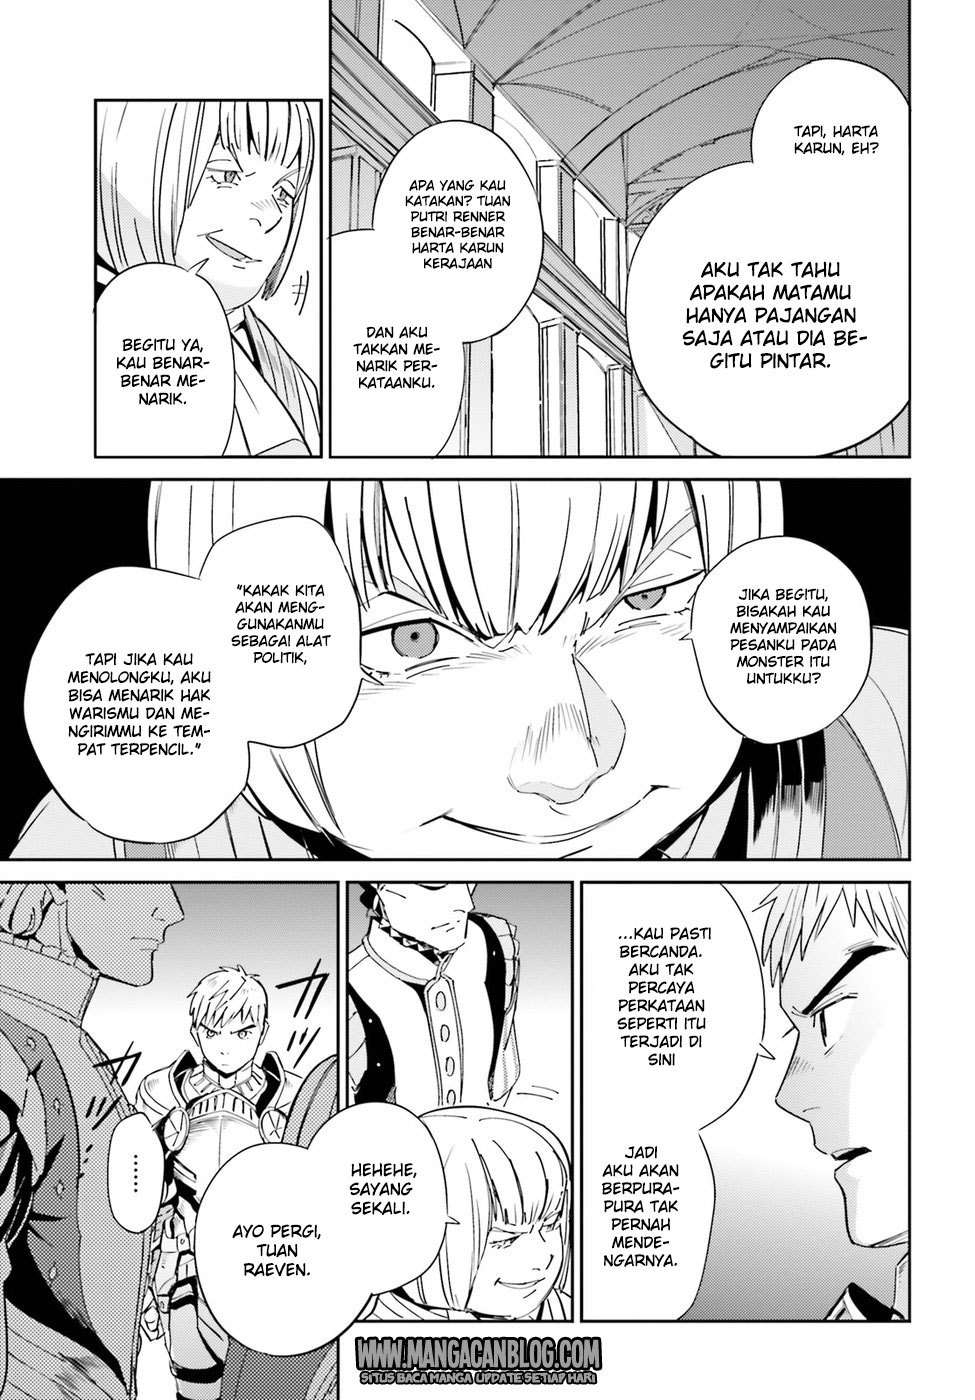 TAPI, HARTA
KARUN, EH?
AKU TAK TAHU
APAKAH MATAMU
HANYA PAJANGAN
SAJA ATAU DIA BE-
GITU PINTAR.
APA YANG KAU
KATAKAN? TUAN
PUTRI RENNER
BENAR-BENAR
HARTA KARUN
KERAJAAN
DAN AKU
TAKKAN ME-
NARIK PER-
KATAANKU.
BEGITU YA,
KAU BENAR-
BENAR ME-
NARIK.
JIKA BEGITU,
BISAKAH KAU
MENYAMPAIKAN
PESANKU PADA
MONSTER ITU
UNTUKKU?
"KAKAK KITA
AKAN MENG-
GUNAKANMU
SEBAGAI ALAT
POLITIK,
TAPI JIKA KAU
MENOLONGKU, AKU
BISA MENARIK HAK
WARISMU DAN ME-
NGIRIMMU KE TEM-
PAT TERPENCIL."
...KAU PASTI
BERCANDA.
AKU TAK
PERCAYA
PERKATAAN
SEPERTI ITU
TERJADI DI
SINI
JADI
AKU AKAN
BERPURA-
PURA TAK
PERNAH
MENDE-
NGARNYA.
HEHEHE,
SAYANG
SEKALI.
AYO PERGI,
TUAN
RAEVEN.
......
WWW.MANGACANBLOG.COM
SITUS BACA MANGA UPDATE SETIAP HARI